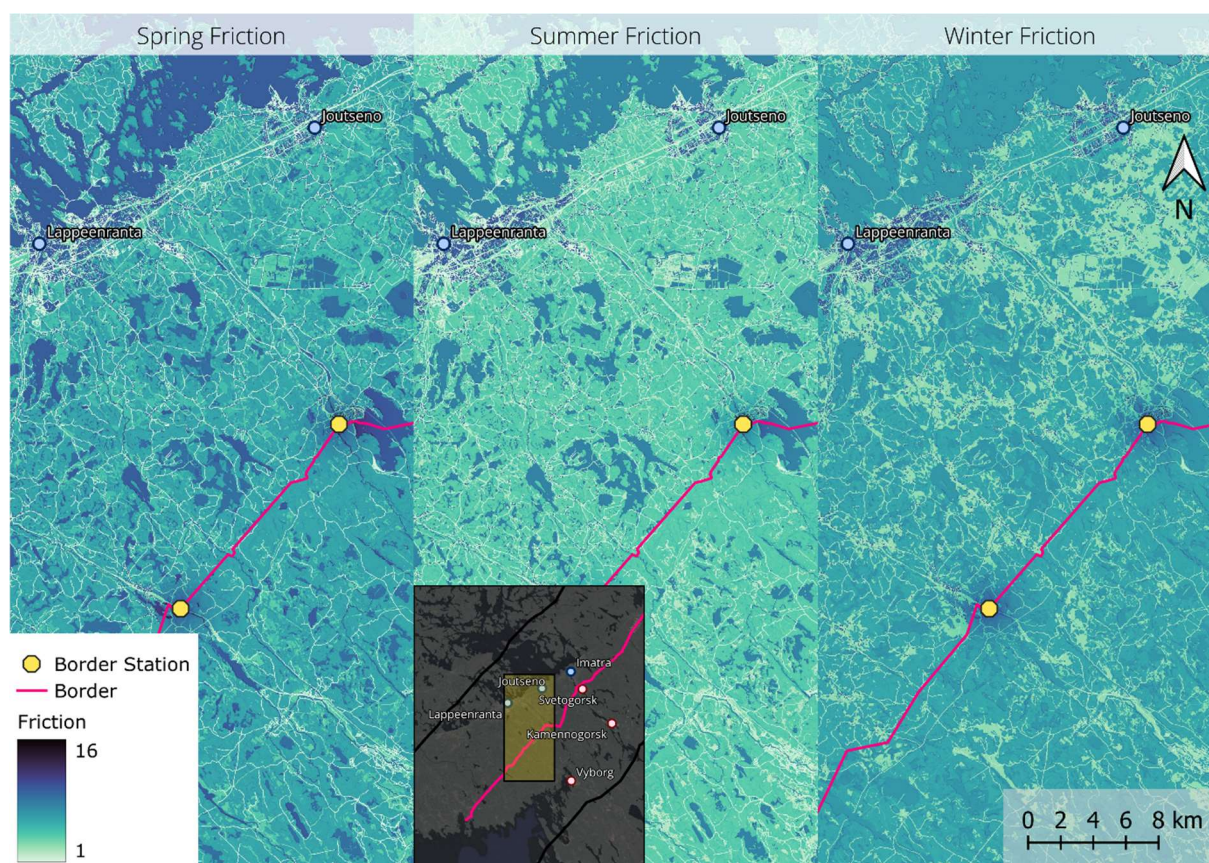 Spring Friction
Summer Friction
Winter Friction
Joutseno
Joutseno
Joutseno
N
Lappeenranta
Lappeenranta
Lappeenranta
Border Station
Border
Friction
16
1
Imatra
Joutseno
Svetogorsk
Lappeenranta
Kamennogorsk
Vyborg
0 2 4 6 8 km